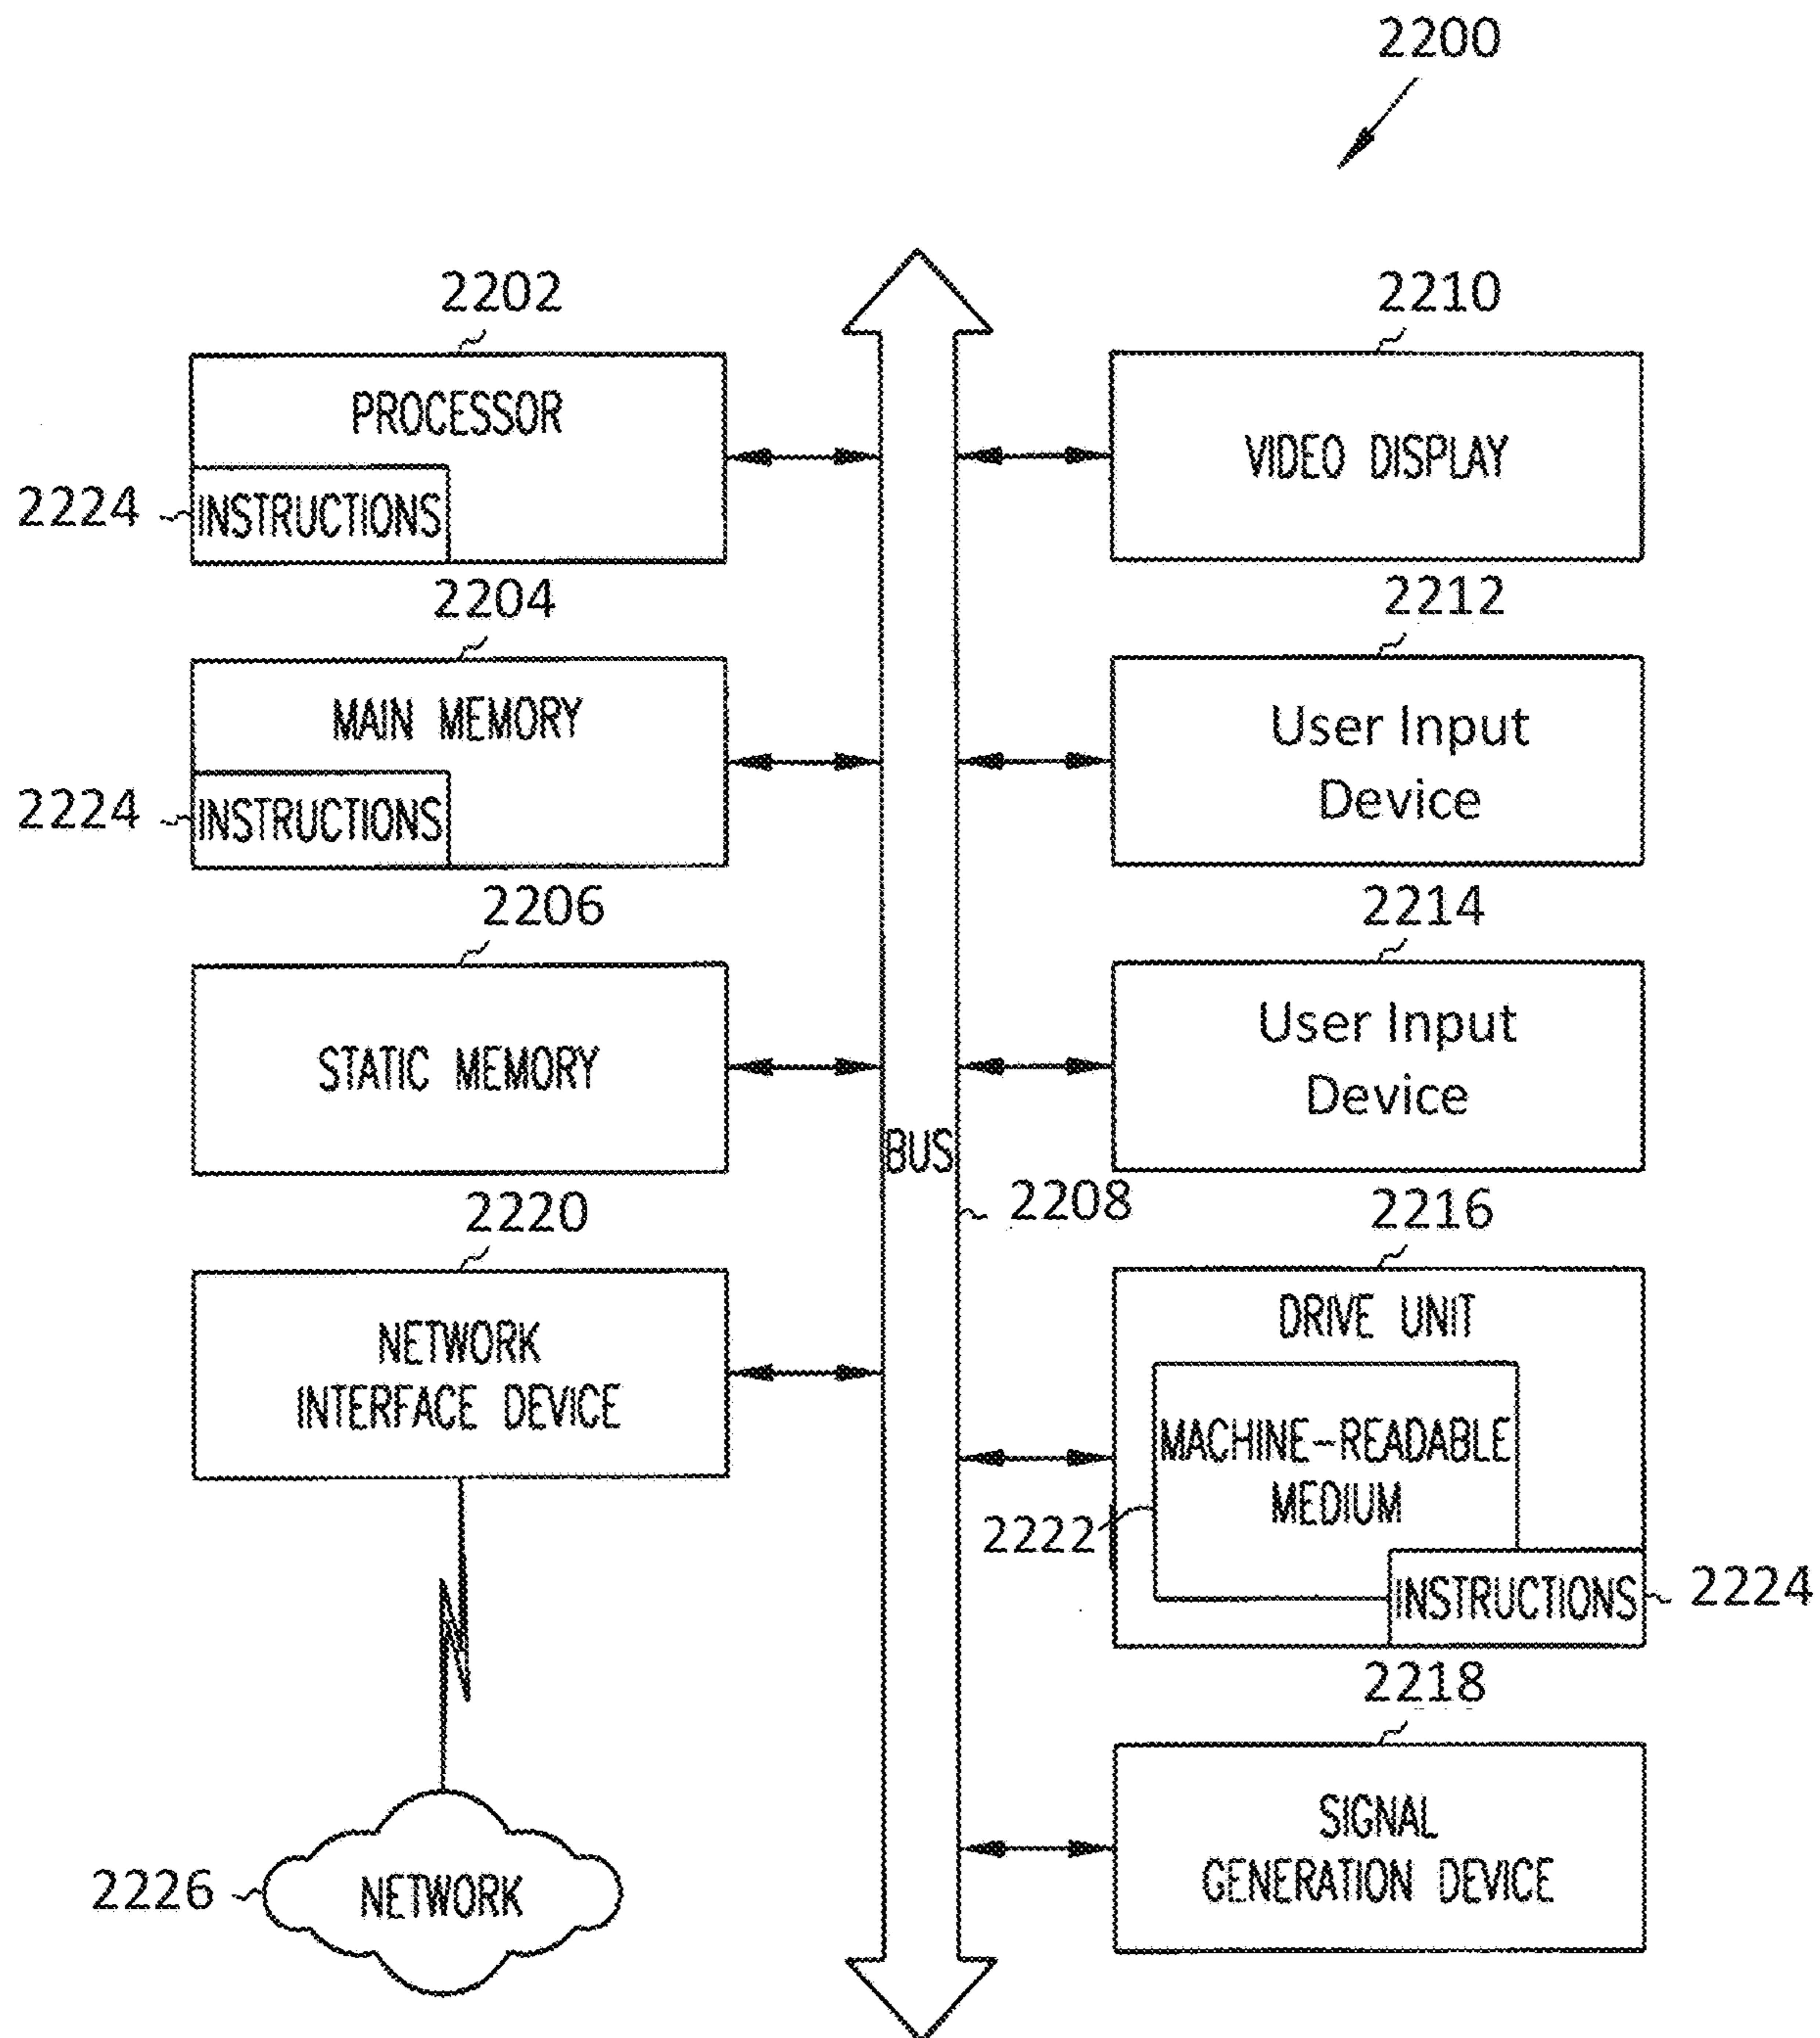 2200
2202
PROCESSOR
2224
INSTRUCTIONS
2204
MAIN MEMORY
2224
INSTRUCTIONS
2206
STATIC MEMORY
2220
NETWORK
INTERFACE DEVICE
2226
NETWORK
BUS
2208
2210
VIDEO DISPLAY
2212
User Input
Device
2214
User Input
Device
2216
DRIVE UNIT
MACHINE-READABLE
MEDIUM
2222
INSTRUCTIONS
2224
2218
SIGNAL
GENERATION DEVICE